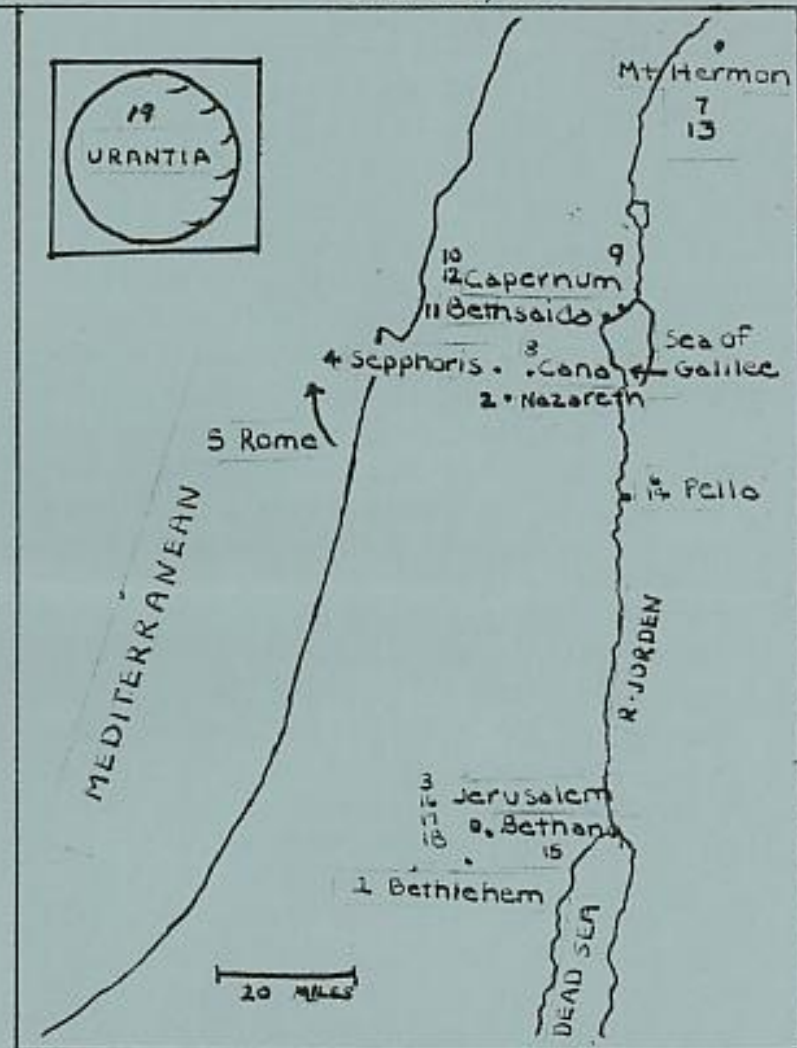 19
URANTIA
Mt Hermon
7
13
10
9
12 Capernum
11 Bethsaida
Sea of
Galilee
4 Sepphoris
8
Cana
2 Nazareth
5 Rome
6
14 Pella
MEDITERRANEAN
R. JORDEN
3
16 Jerusalem
17
18
Bethany
15
1 Bethlehem
DEAD SEA
20 MILES